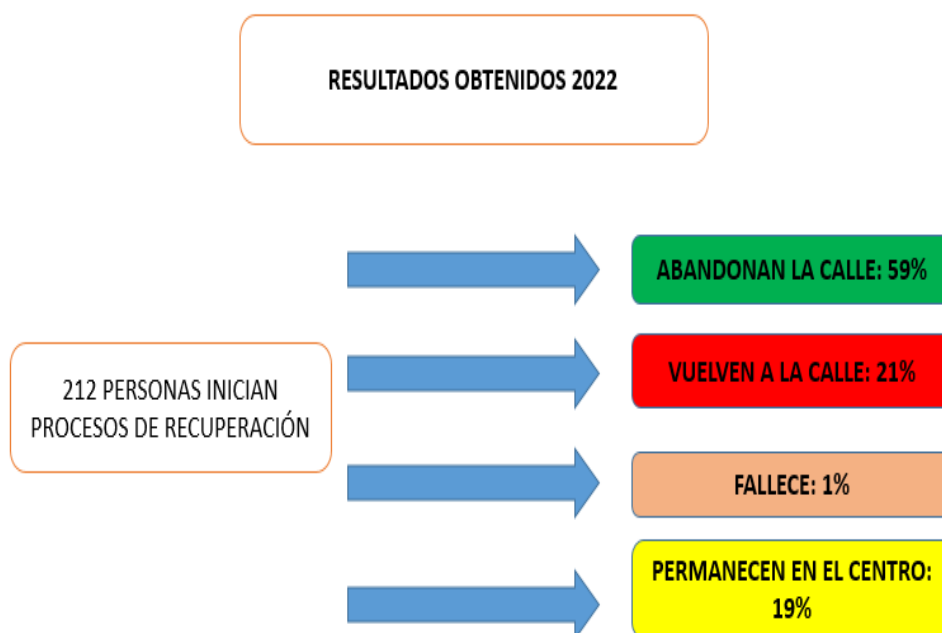 RESULTADOS OBTENIDOS 2022
ABANDONAN LA CALLE: 59%
212 PERSONAS INICIAN
PROCESOS DE RECUPERACIÓN
VUELVEN A LA CALLE: 21%
FALLECE: 1%
PERMANECEN EN EL CENTRO:
19%